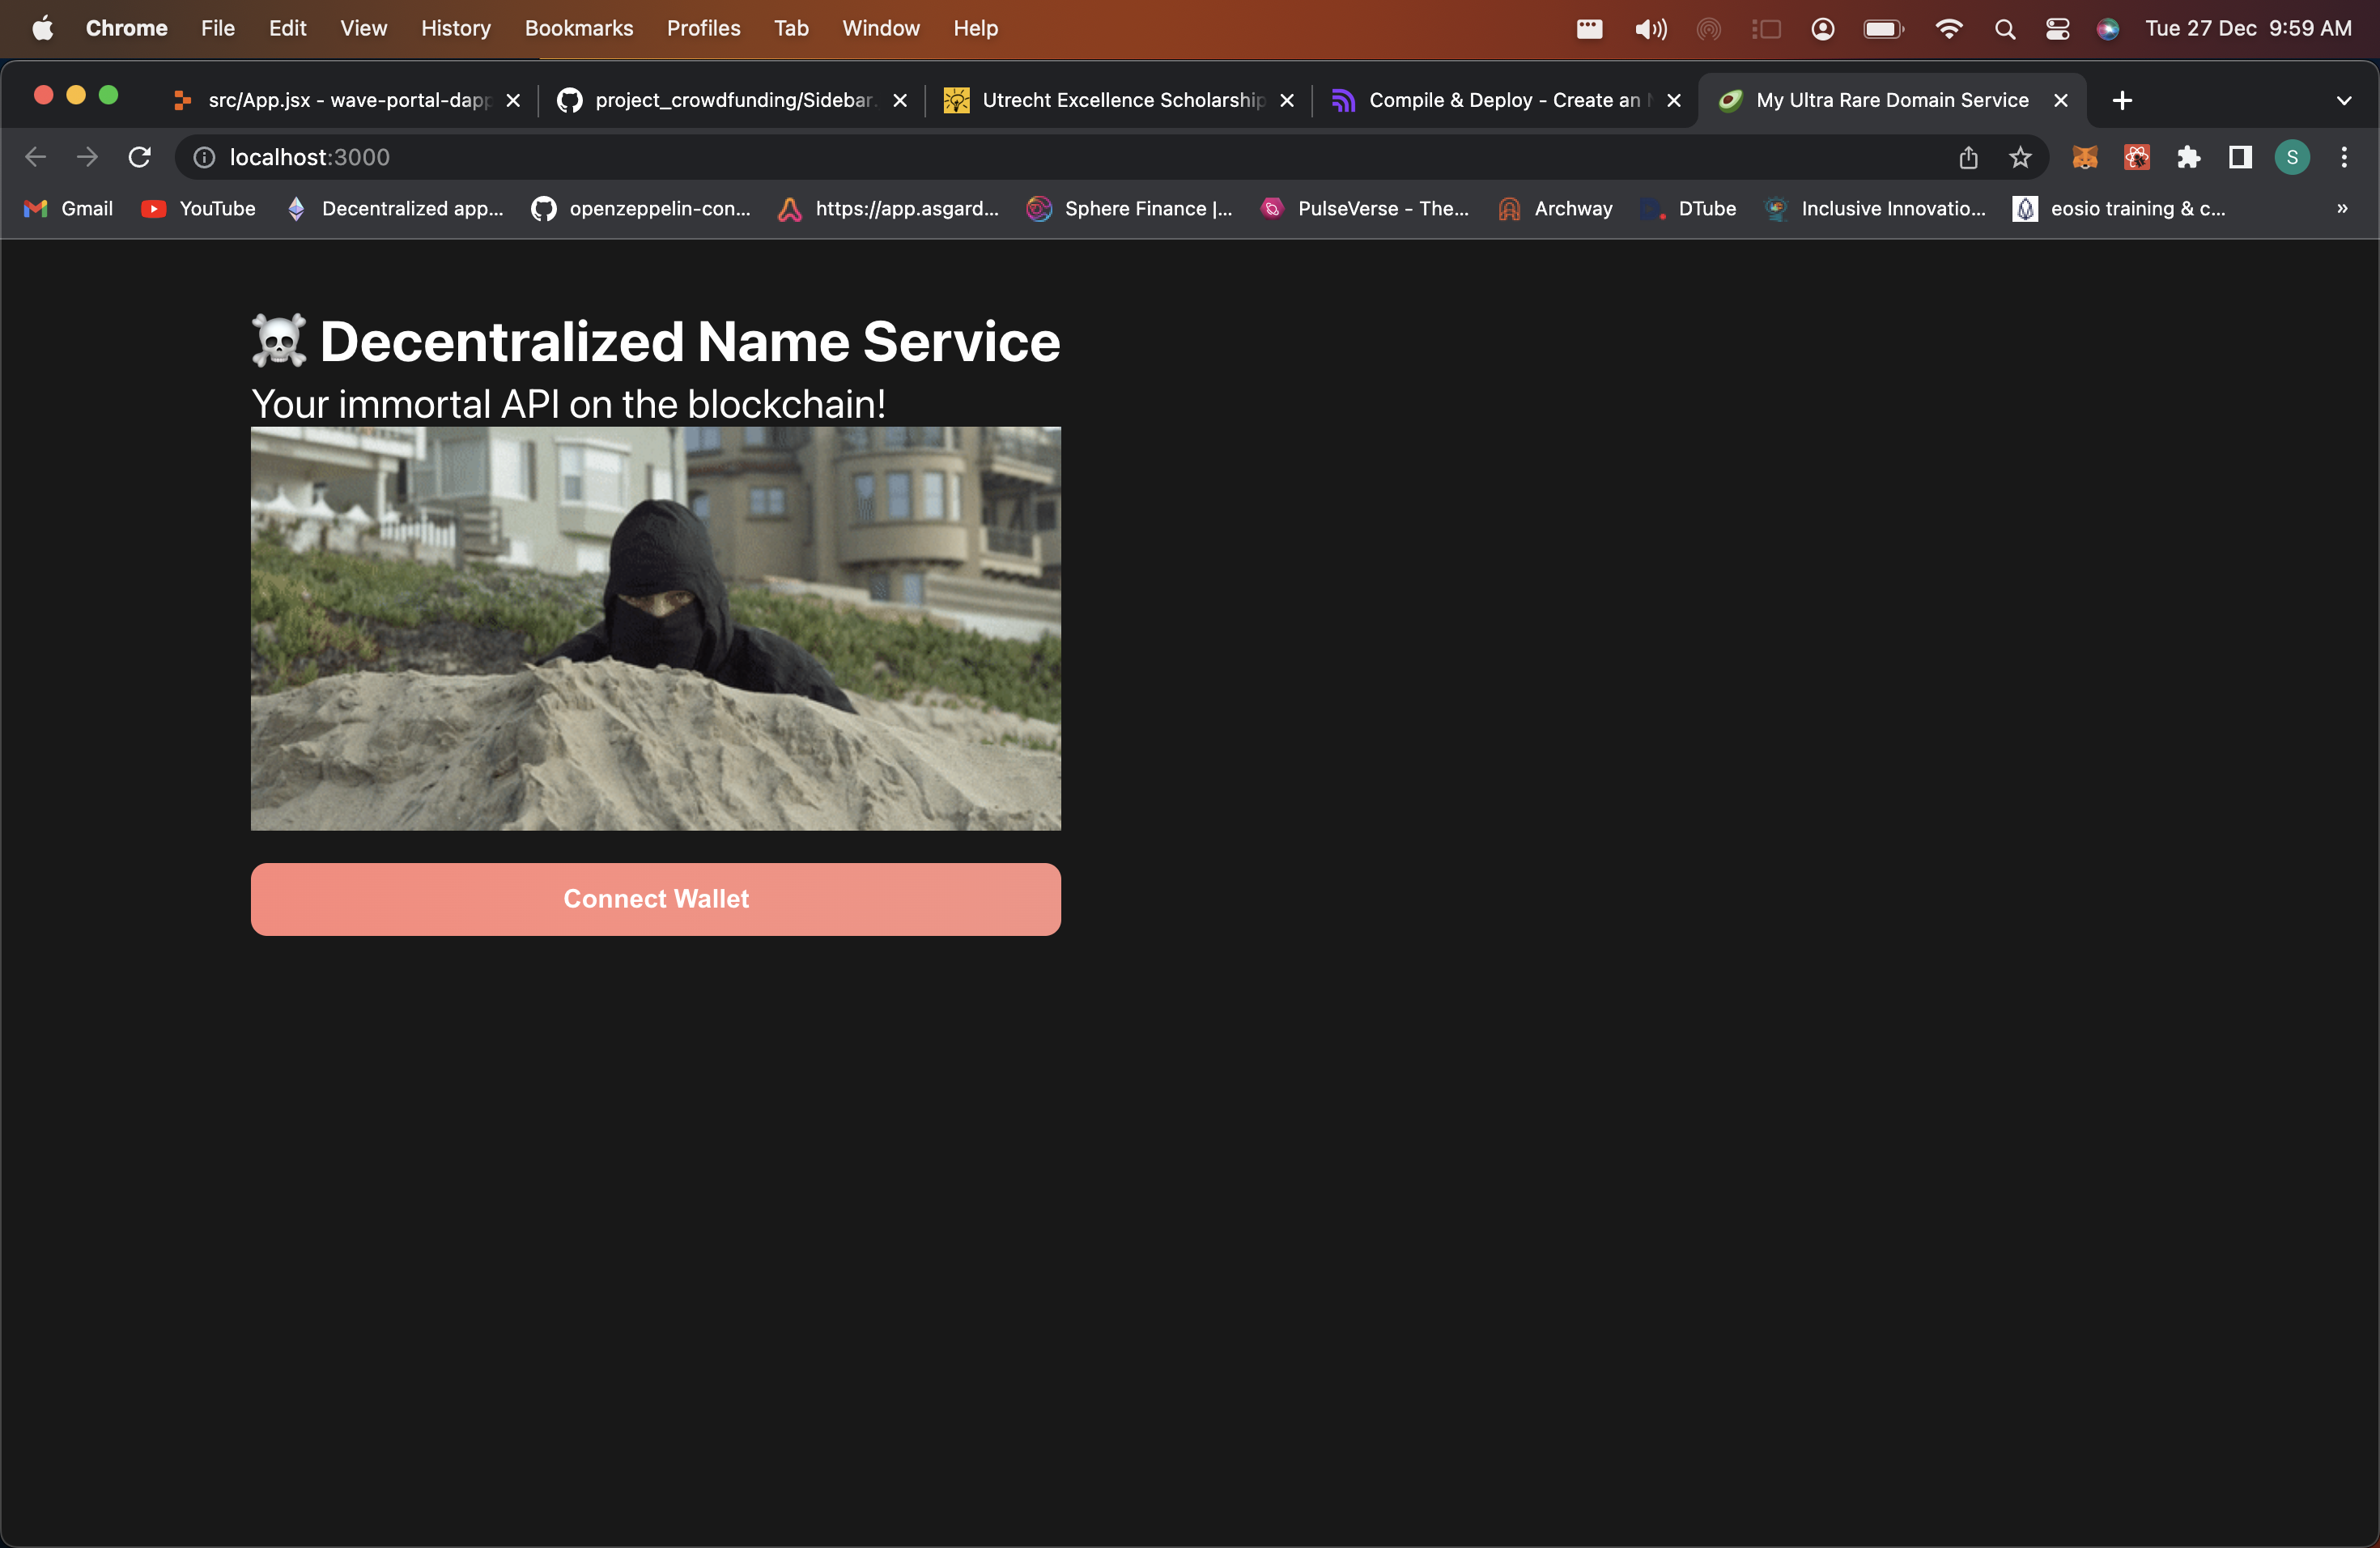 Chrome File Edit View History Bookmarks Profiles Tab Window Help Tue 27 Dec 9:59 AM
src/App.jsx - wave-portal-dapp project_crowdfunding/Sidebar. Utrecht Excellence Scholarship Compile & Deploy - Create an My Ultra Rare Domain Service
localhost:3000 S
Gmail YouTube Decentralized app... openzeppelin-con... https://app.asgard... Sphere Finance |... PulseVerse - The... Archway DTube Inclusive Innovatio... eosio training & c... »
Decentralized Name Service
Your immortal API on the blockchain!
Connect Wallet